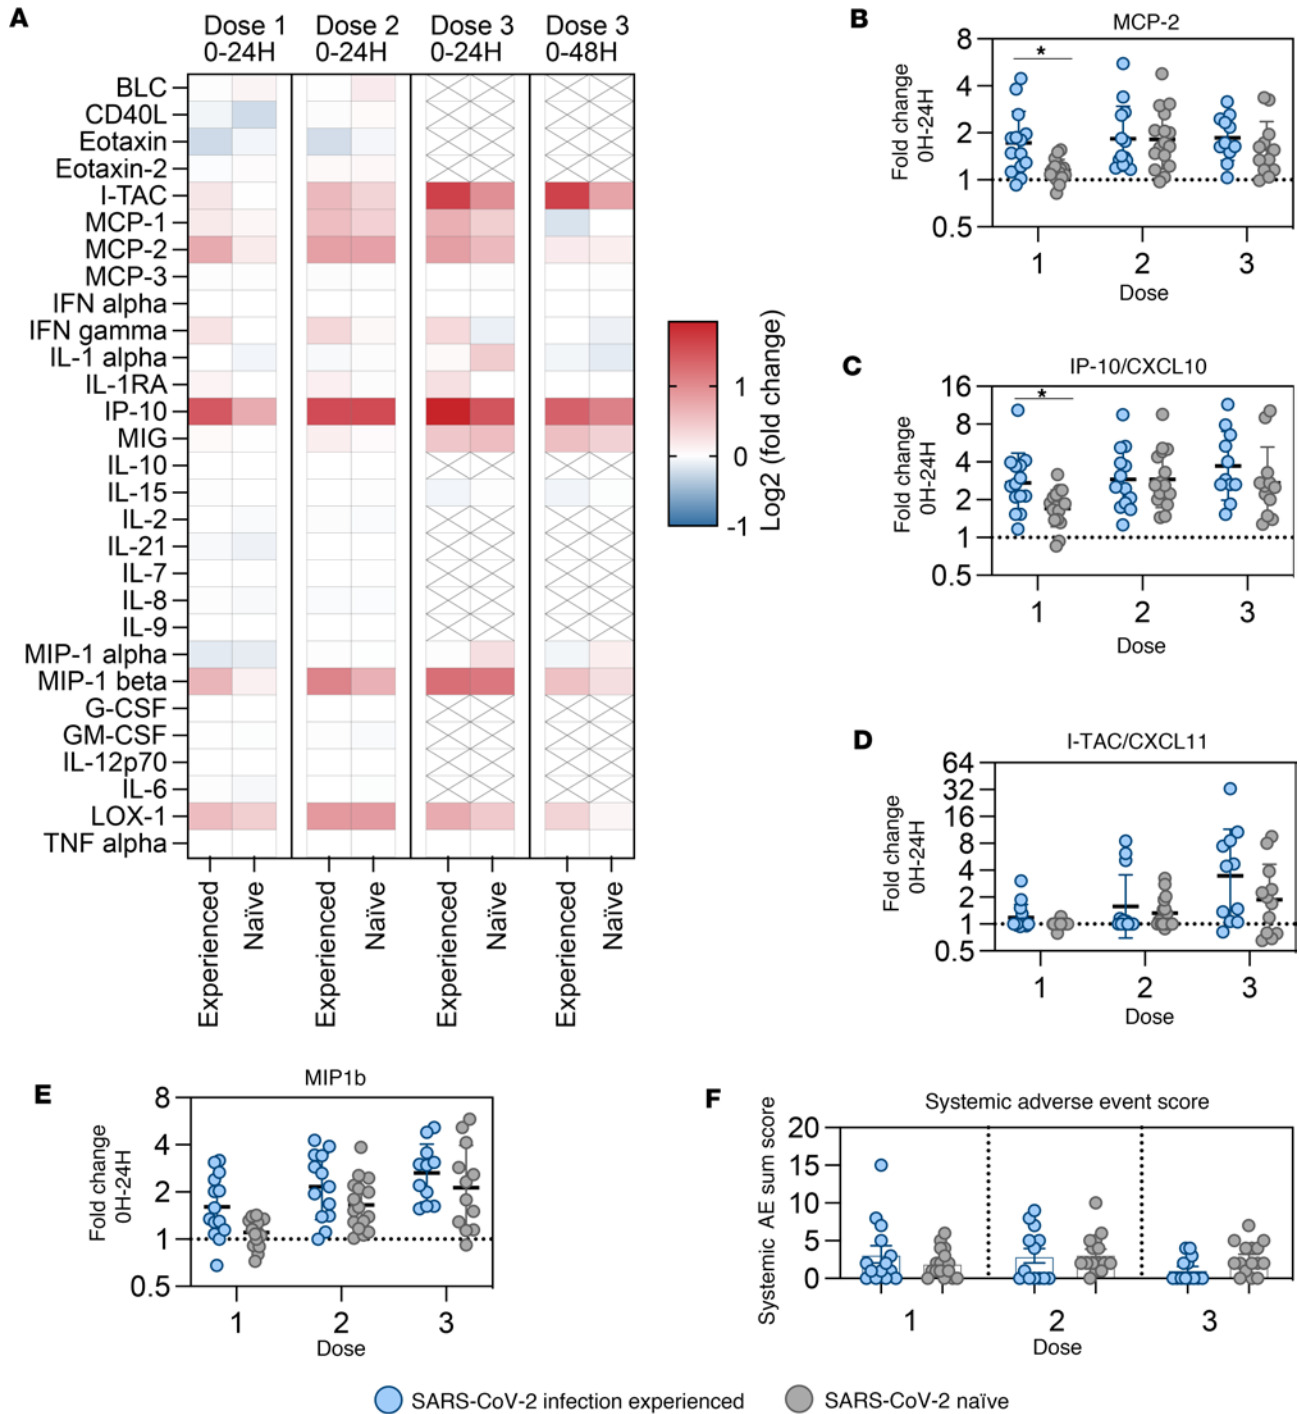 A
Dose 1 Dose 2 Dose 3 Dose 3
0-24H 0-24H 0-24H 0-48H
BLC
CD40L
Eotaxin
Eotaxin-2
I-TAC
MCP-1
MCP-2
MCP-3
IFN alpha
IFN gamma
IL-1 alpha
IL-1RA
IP-10
MIG
IL-10
IL-15
IL-2
IL-21
IL-7
IL-8
IL-9
MIP-1 alpha
MIP-1 beta
G-CSF
GM-CSF
IL-12p70
IL-6
LOX-1
TNF alpha
Experienced
Naïve
Experienced
Naïve
Experienced
Naïve
Experienced
Naïve
1
0
-1
Log2 (fold change)
B
MCP-2
Fold change
0H-24H
8
4
2
1
0.5
*
1 2 3
Dose
C
IP-10/CXCL10
Fold change
0H-24H
16
8
4
2
1
0.5
*
1 2 3
Dose
D
I-TAC/CXCL11
Fold change
0H-24H
64
32
16
8
4
2
1
0.5
1 2 3
Dose
E
MIP1b
Fold change
0H-24H
8
4
2
1
0.5
1 2 3
Dose
F
Systemic adverse event score
Systemic AE sum score
20
15
10
5
0
1 2 3
Dose
SARS-CoV-2 infection experienced
SARS-CoV-2 naïve